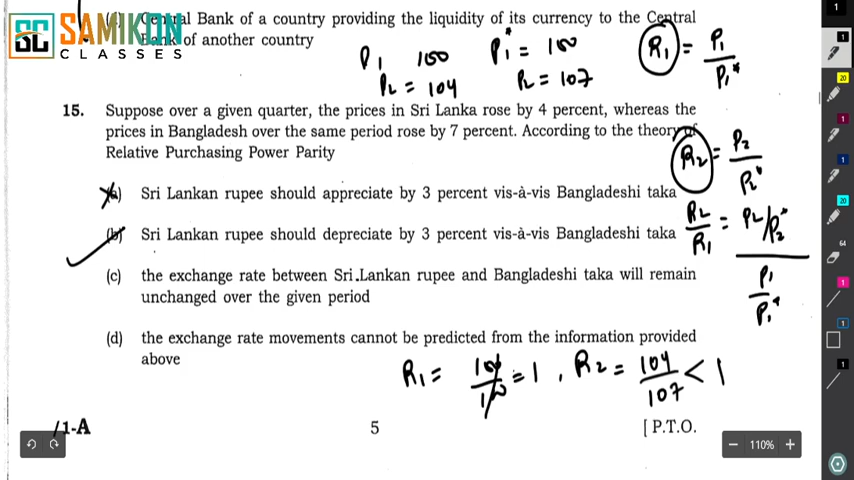 Central Bank of a country providing the liquidity of its currency to the Central
Bank of another country
SC SAMIKON
CLASSES
P₁ 100 P₁* = 100 R₁ = P₁/P₁*
P₂ = 104 P₂ = 107
15. Suppose over a given quarter, the prices in Sri Lanka rose by 4 percent, whereas the
prices in Bangladesh over the same period rose by 7 percent. According to the theory of
Relative Purchasing Power Parity
R₂ = P₂/P₂*
(a) Sri Lankan rupee should appreciate by 3 percent vis-à-vis Bangladeshi taka
(b) Sri Lankan rupee should depreciate by 3 percent vis-à-vis Bangladeshi taka
R₂/R₁ = P₂/P₂* / P₁/P₁*
(c) the exchange rate between Sri Lankan rupee and Bangladeshi taka will remain
unchanged over the given period
(d) the exchange rate movements cannot be predicted from the information provided
above
R₁ = 100/100 = 1, R₂ = 104/107 < 1
/1-A 5 [ P.T.O.
− 110% +